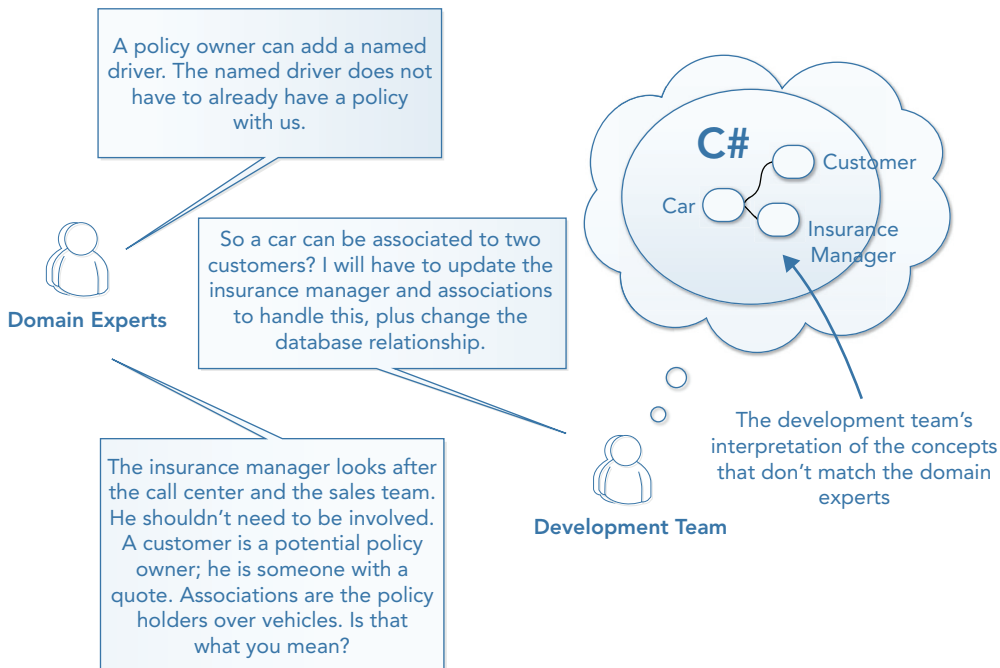 A policy owner can add a named
driver. The named driver does not
have to already have a policy
with us.
C#
Customer
Car
Insurance
Manager
So a car can be associated to two
customers? I will have to update the
insurance manager and associations
to handle this, plus change the
database relationship.
Domain Experts
The development team's
interpretation of the concepts
that don't match the domain
experts
The insurance manager looks after
the call center and the sales team.
He shouldn't need to be involved.
A customer is a potential policy
owner; he is someone with a
quote. Associations are the policy
holders over vehicles. Is that
what you mean?
Development Team